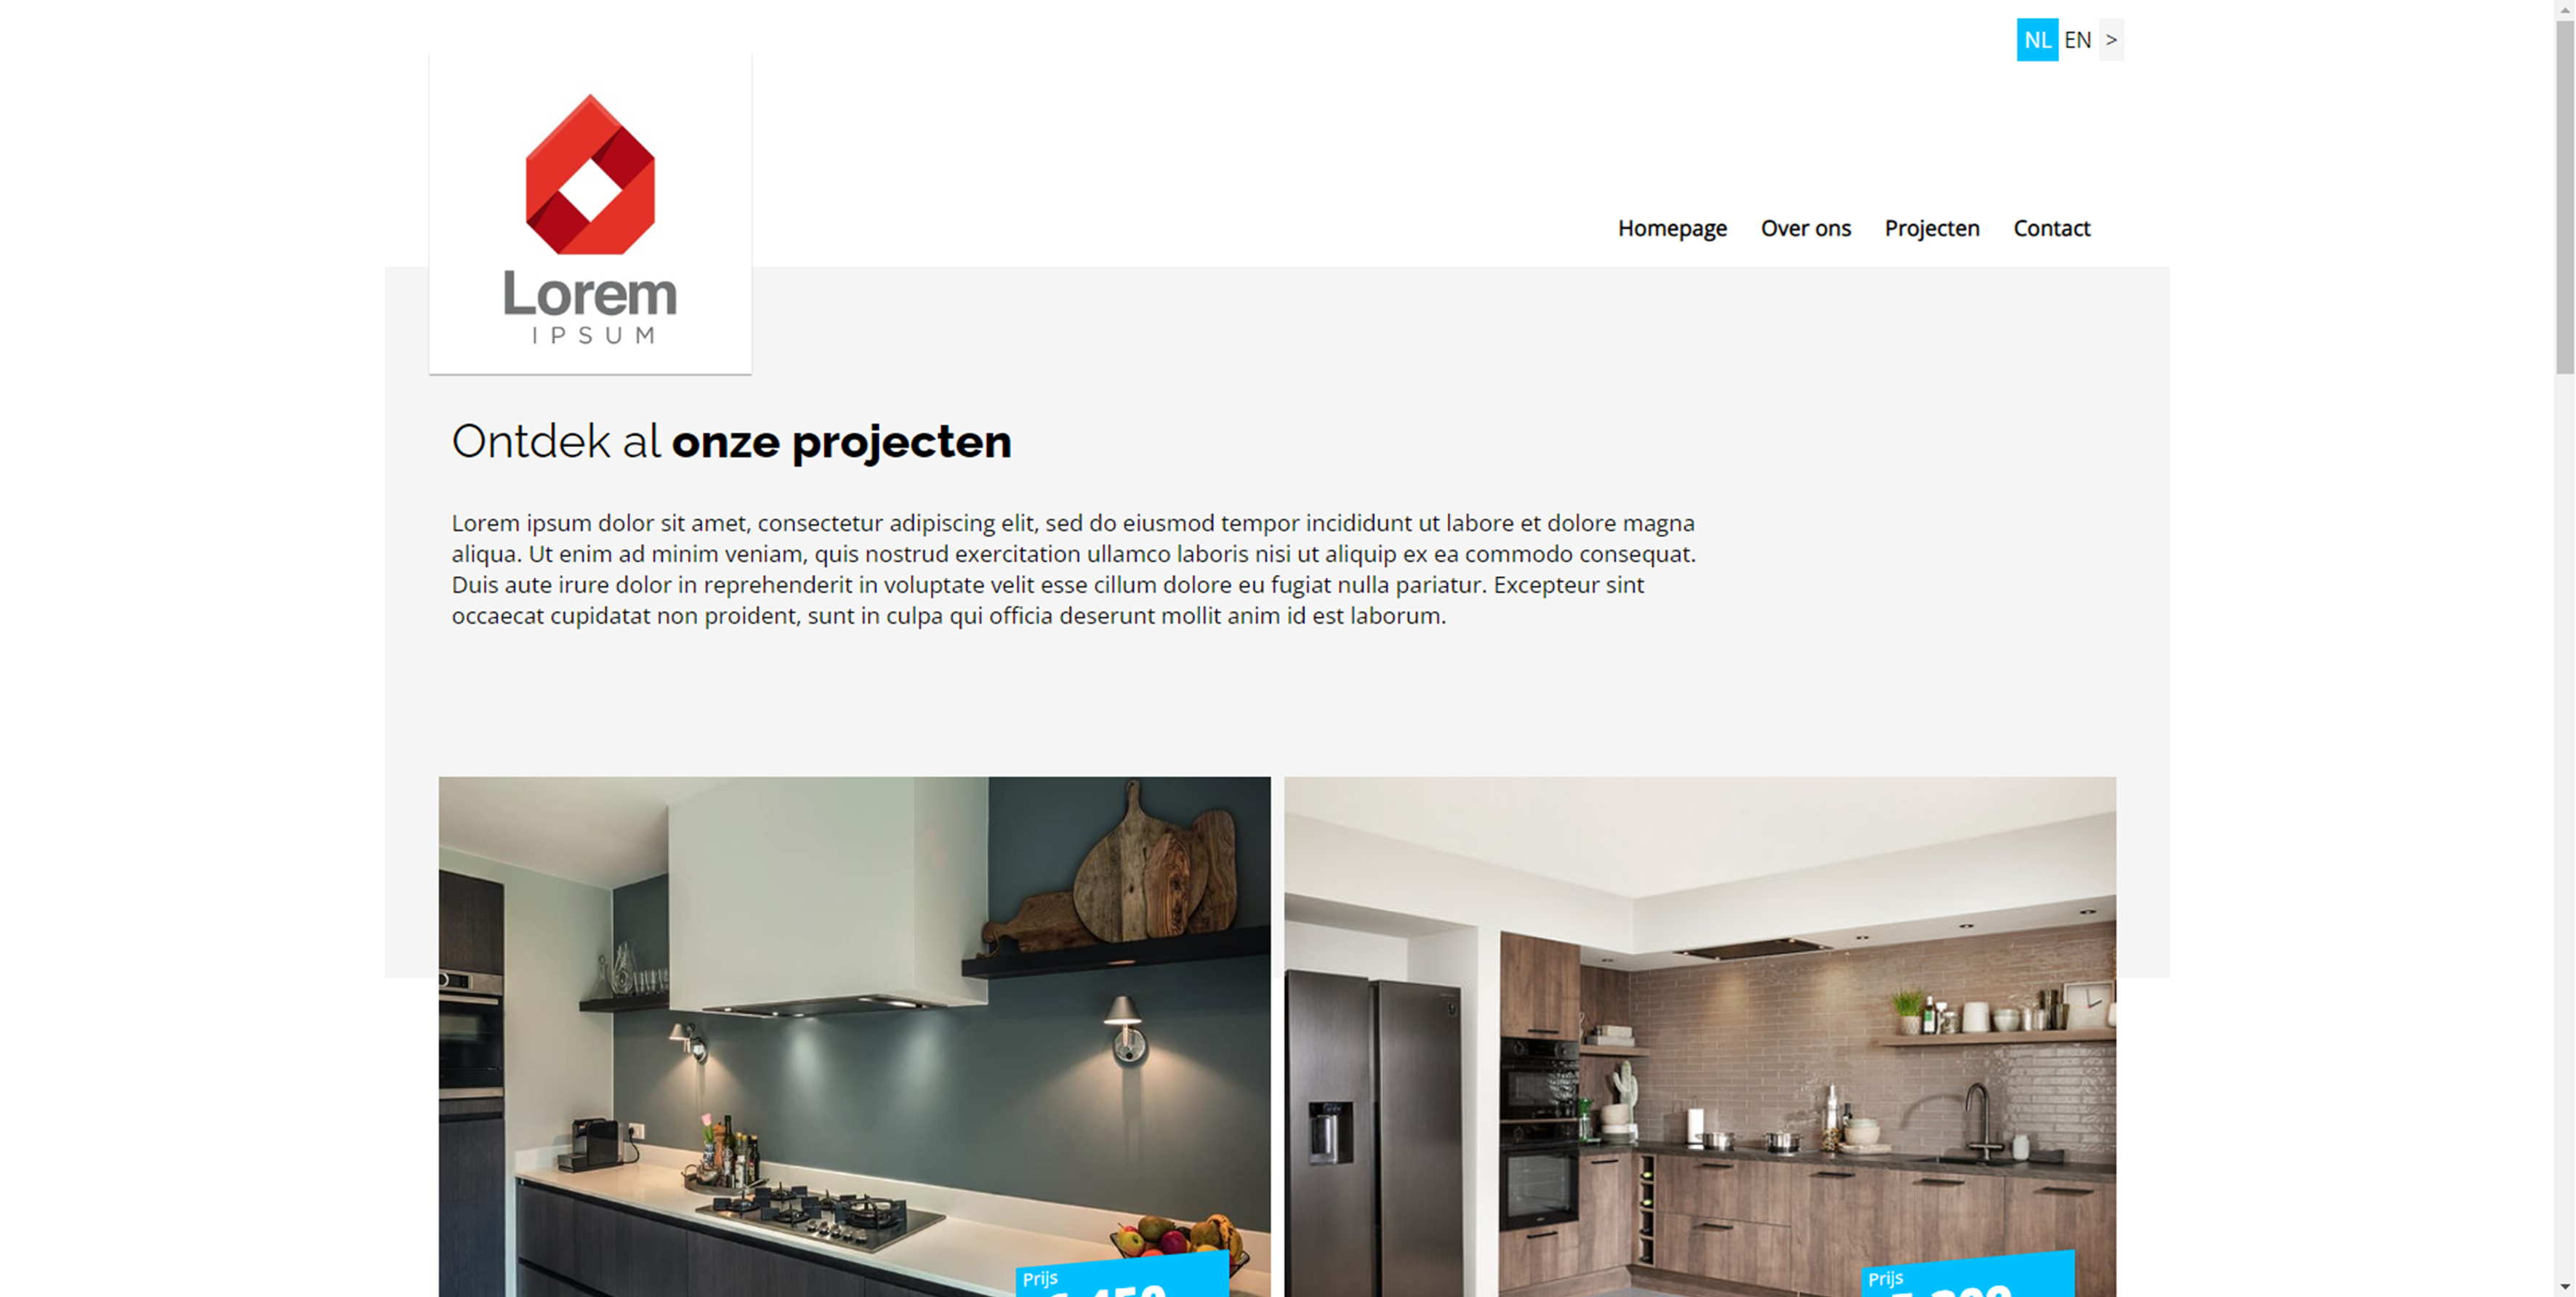 NL EN >
Lorem
IPSUM
Homepage Over ons Projecten Contact
Ontdek al onze projecten
Lorem ipsum dolor sit amet, consectetur adipiscing elit, sed do eiusmod tempor incididunt ut labore et dolore magna
aliqua. Ut enim ad minim veniam, quis nostrud exercitation ullamco laboris nisi ut aliquip ex ea commodo consequat.
Duis aute irure dolor in reprehenderit in voluptate velit esse cillum dolore eu fugiat nulla pariatur. Excepteur sint
occaecat cupidatat non proident, sunt in culpa qui officia deserunt mollit anim id est laborum.
Prijs
Prijs